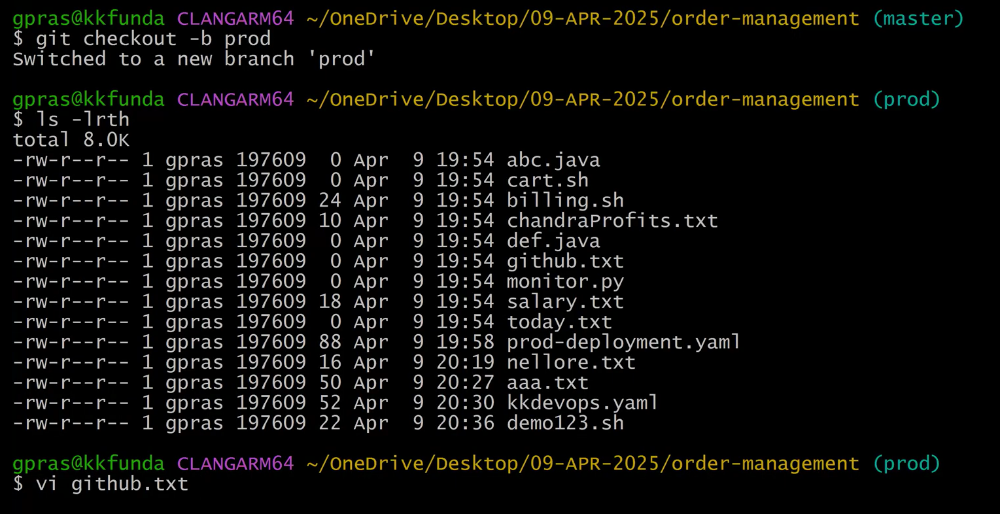 gpras@kkfunda CLANGARM64 ~/OneDrive/Desktop/09-APR-2025/order-management (master)
$ git checkout -b prod
Switched to a new branch 'prod'
gpras@kkfunda CLANGARM64 ~/OneDrive/Desktop/09-APR-2025/order-management (prod)
$ ls -lrth
total 8.0K
-rw-r--r-- 1 gpras 197609  0 Apr  9 19:54 abc.java
-rw-r--r-- 1 gpras 197609  0 Apr  9 19:54 cart.sh
-rw-r--r-- 1 gpras 197609 24 Apr  9 19:54 billing.sh
-rw-r--r-- 1 gpras 197609 10 Apr  9 19:54 chandraProfits.txt
-rw-r--r-- 1 gpras 197609  0 Apr  9 19:54 def.java
-rw-r--r-- 1 gpras 197609  0 Apr  9 19:54 github.txt
-rw-r--r-- 1 gpras 197609  0 Apr  9 19:54 monitor.py
-rw-r--r-- 1 gpras 197609 18 Apr  9 19:54 salary.txt
-rw-r--r-- 1 gpras 197609  0 Apr  9 19:54 today.txt
-rw-r--r-- 1 gpras 197609 88 Apr  9 19:58 prod-deployment.yaml
-rw-r--r-- 1 gpras 197609 16 Apr  9 20:19 nellore.txt
-rw-r--r-- 1 gpras 197609 50 Apr  9 20:27 aaa.txt
-rw-r--r-- 1 gpras 197609 52 Apr  9 20:30 kkdevops.yaml
-rw-r--r-- 1 gpras 197609 22 Apr  9 20:36 demo123.sh
gpras@kkfunda CLANGARM64 ~/OneDrive/Desktop/09-APR-2025/order-management (prod)
$ vi github.txt